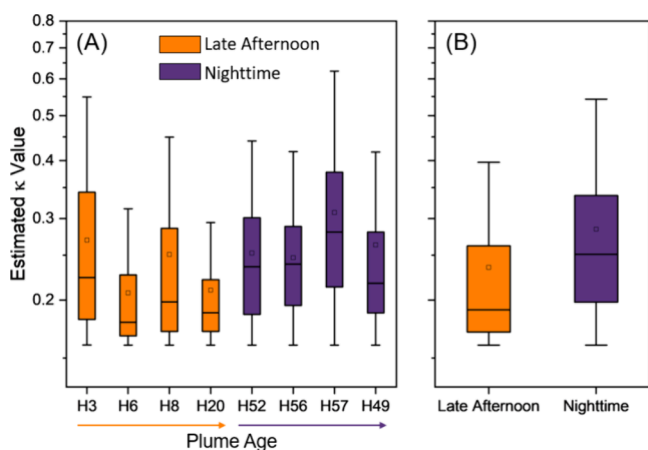 (A)
Late Afternoon
Nighttime
(B)
Estimated κ Value
0.8
0.7
0.6
0.5
0.4
0.3
0.2
H3 H6 H8 H20 H52 H56 H57 H49
Plume Age
Late Afternoon Nighttime